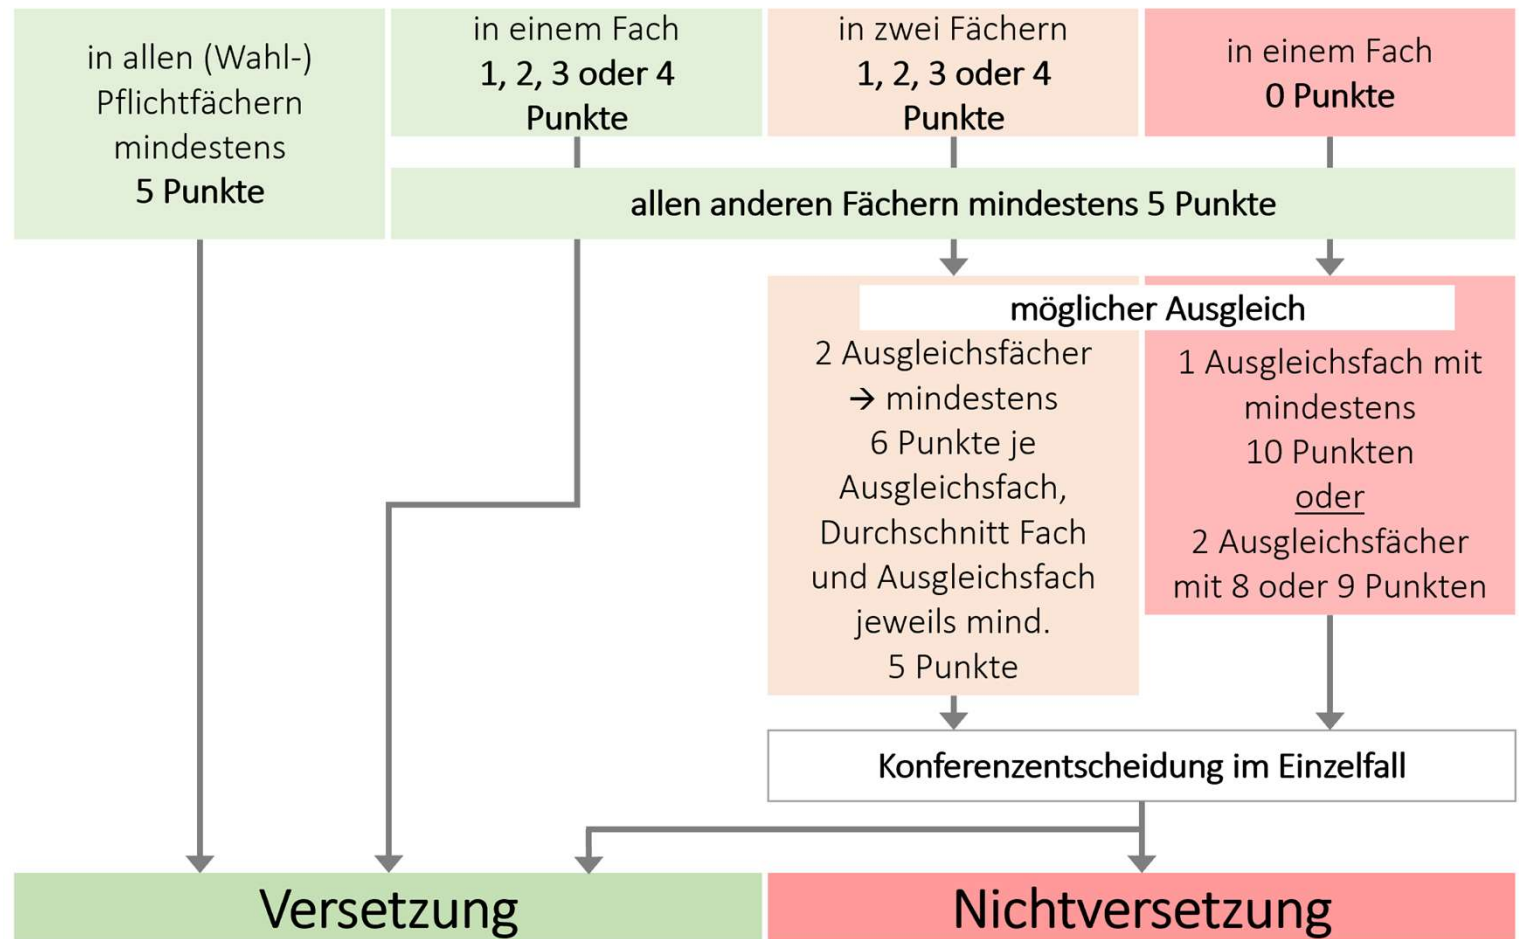 in allen (Wahl-)
Pflichtfächern
mindestens
5 Punkte
in einem Fach
1, 2, 3 oder 4
Punkte
in zwei Fächern
1, 2, 3 oder 4
Punkte
in einem Fach
0 Punkte
allen anderen Fächern mindestens 5 Punkte
möglicher Ausgleich
2 Ausgleichsfächer
→ mindestens
6 Punkte je
Ausgleichsfach,
Durchschnitt Fach
und Ausgleichsfach
jeweils mind.
5 Punkte
1 Ausgleichsfach mit
mindestens
10 Punkten
oder
2 Ausgleichsfächer
mit 8 oder 9 Punkten
Konferenzentscheidung im Einzelfall
Versetzung
Nichtversetzung